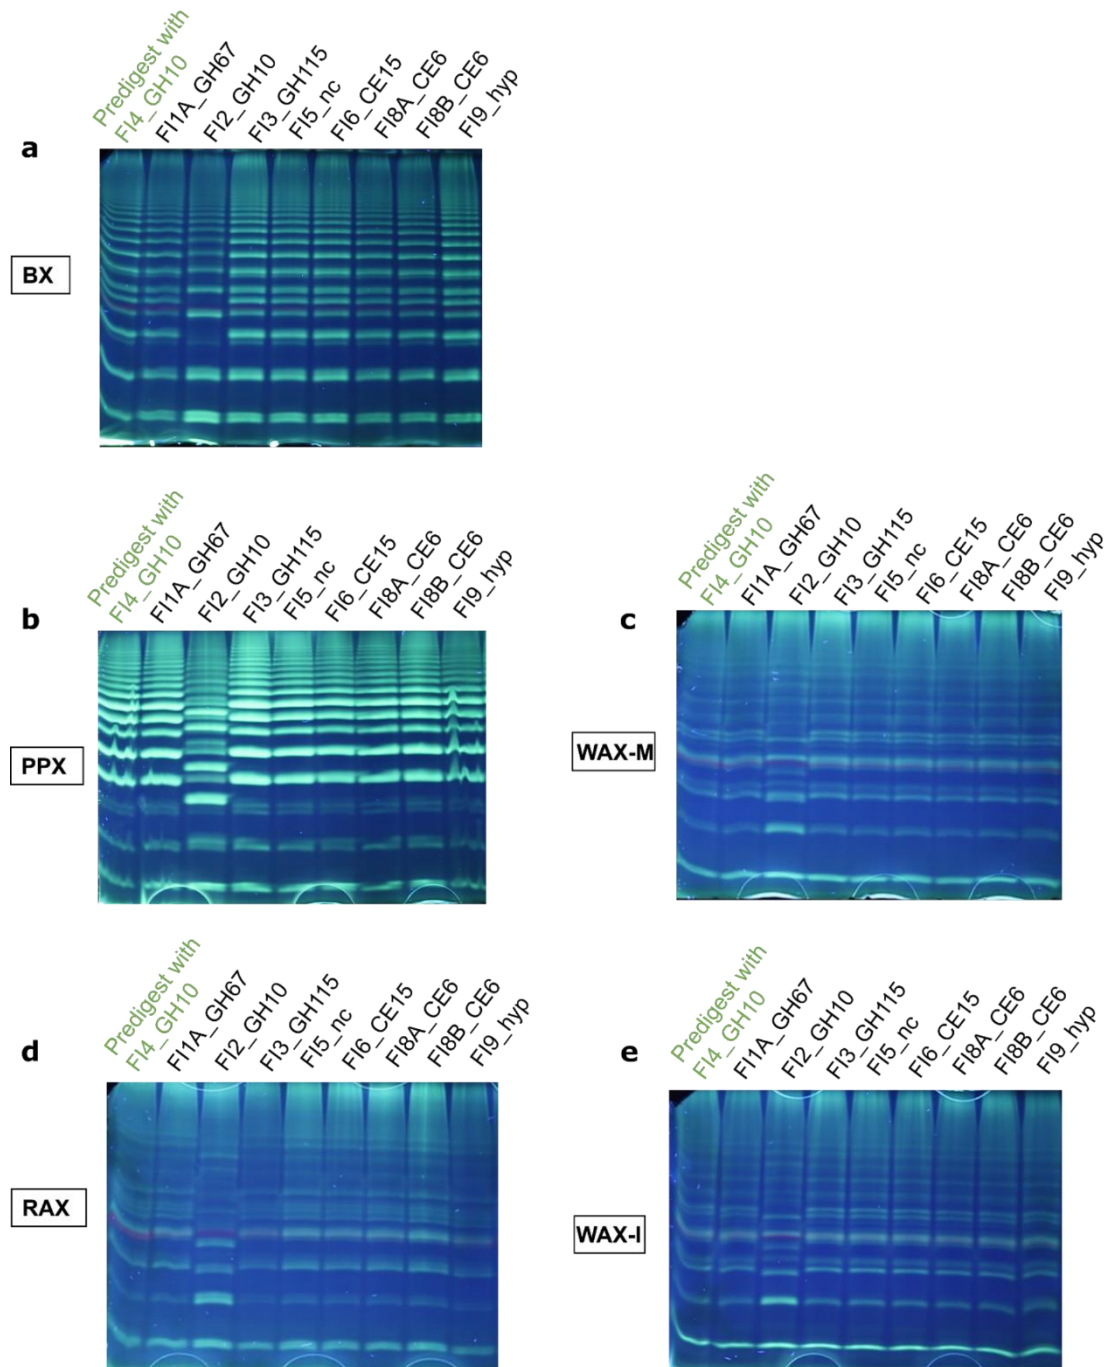 Predigest with
FI4_GH10
FI1A_GH67
FI2_GH10
FI3_GH115
FI5_nc
FI6_CE15
FI8A_CE6
FI8B_CE6
FI9_hyp
a
BX
Predigest with
FI4_GH10
FI1A_GH67
FI2_GH10
FI3_GH115
FI5_nc
FI6_CE15
FI8A_CE6
FI8B_CE6
FI9_hyp
b
PPX
Predigest with
FI4_GH10
FI1A_GH67
FI2_GH10
FI3_GH115
FI5_nc
FI6_CE15
FI8A_CE6
FI8B_CE6
FI9_hyp
c
WAX-M
Predigest with
FI4_GH10
FI1A_GH67
FI2_GH10
FI3_GH115
FI5_nc
FI6_CE15
FI8A_CE6
FI8B_CE6
FI9_hyp
d
RAX
Predigest with
FI4_GH10
FI1A_GH67
FI2_GH10
FI3_GH115
FI5_nc
FI6_CE15
FI8A_CE6
FI8B_CE6
FI9_hyp
e
WAX-I